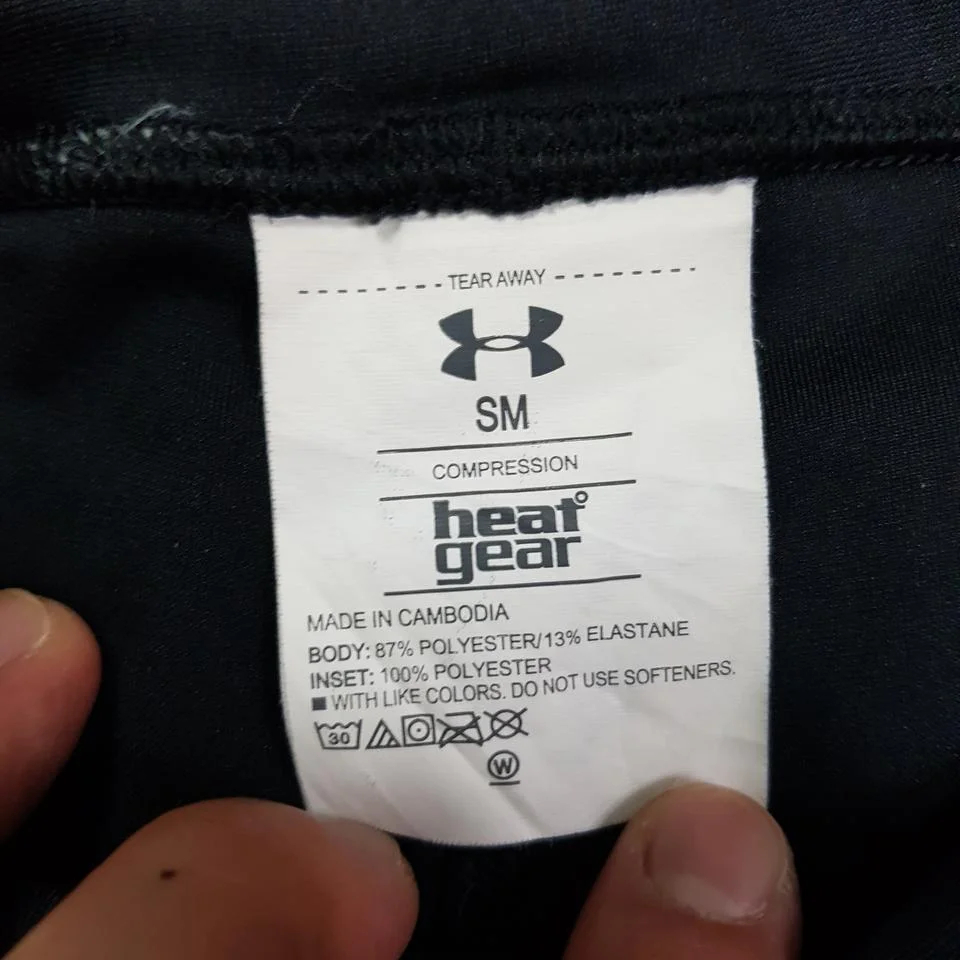 TEAR AWAY
SM
COMPRESSION
heat
gear
MADE IN CAMBODIA
BODY: 87% POLYESTER/13% ELASTANE
INSET: 100% POLYESTER
■ WITH LIKE COLORS. DO NOT USE SOFTENERS.
30
W